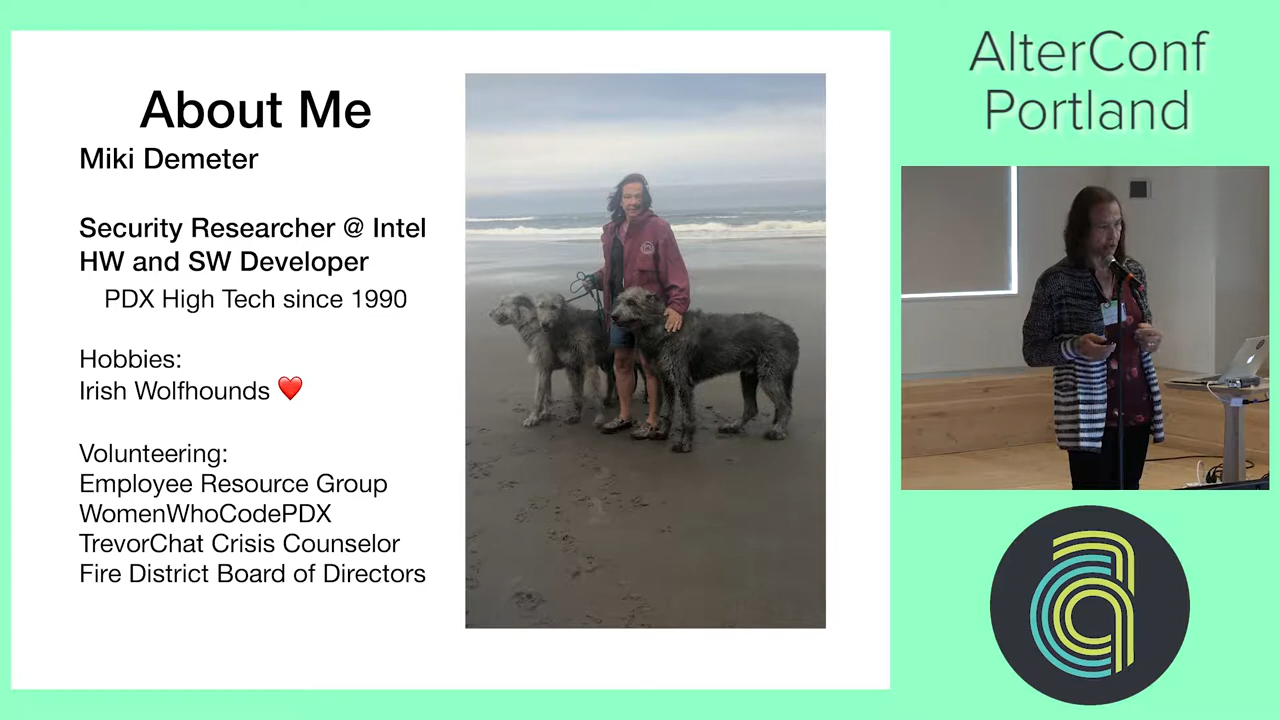 About Me
Miki Demeter
Security Researcher @ Intel
HW and SW Developer
PDX High Tech since 1990
Hobbies:
Irish Wolfhounds ❤️
Volunteering:
Employee Resource Group
WomenWhoCodePDX
TrevorChat Crisis Counselor
Fire District Board of Directors
AlterConf
Portland